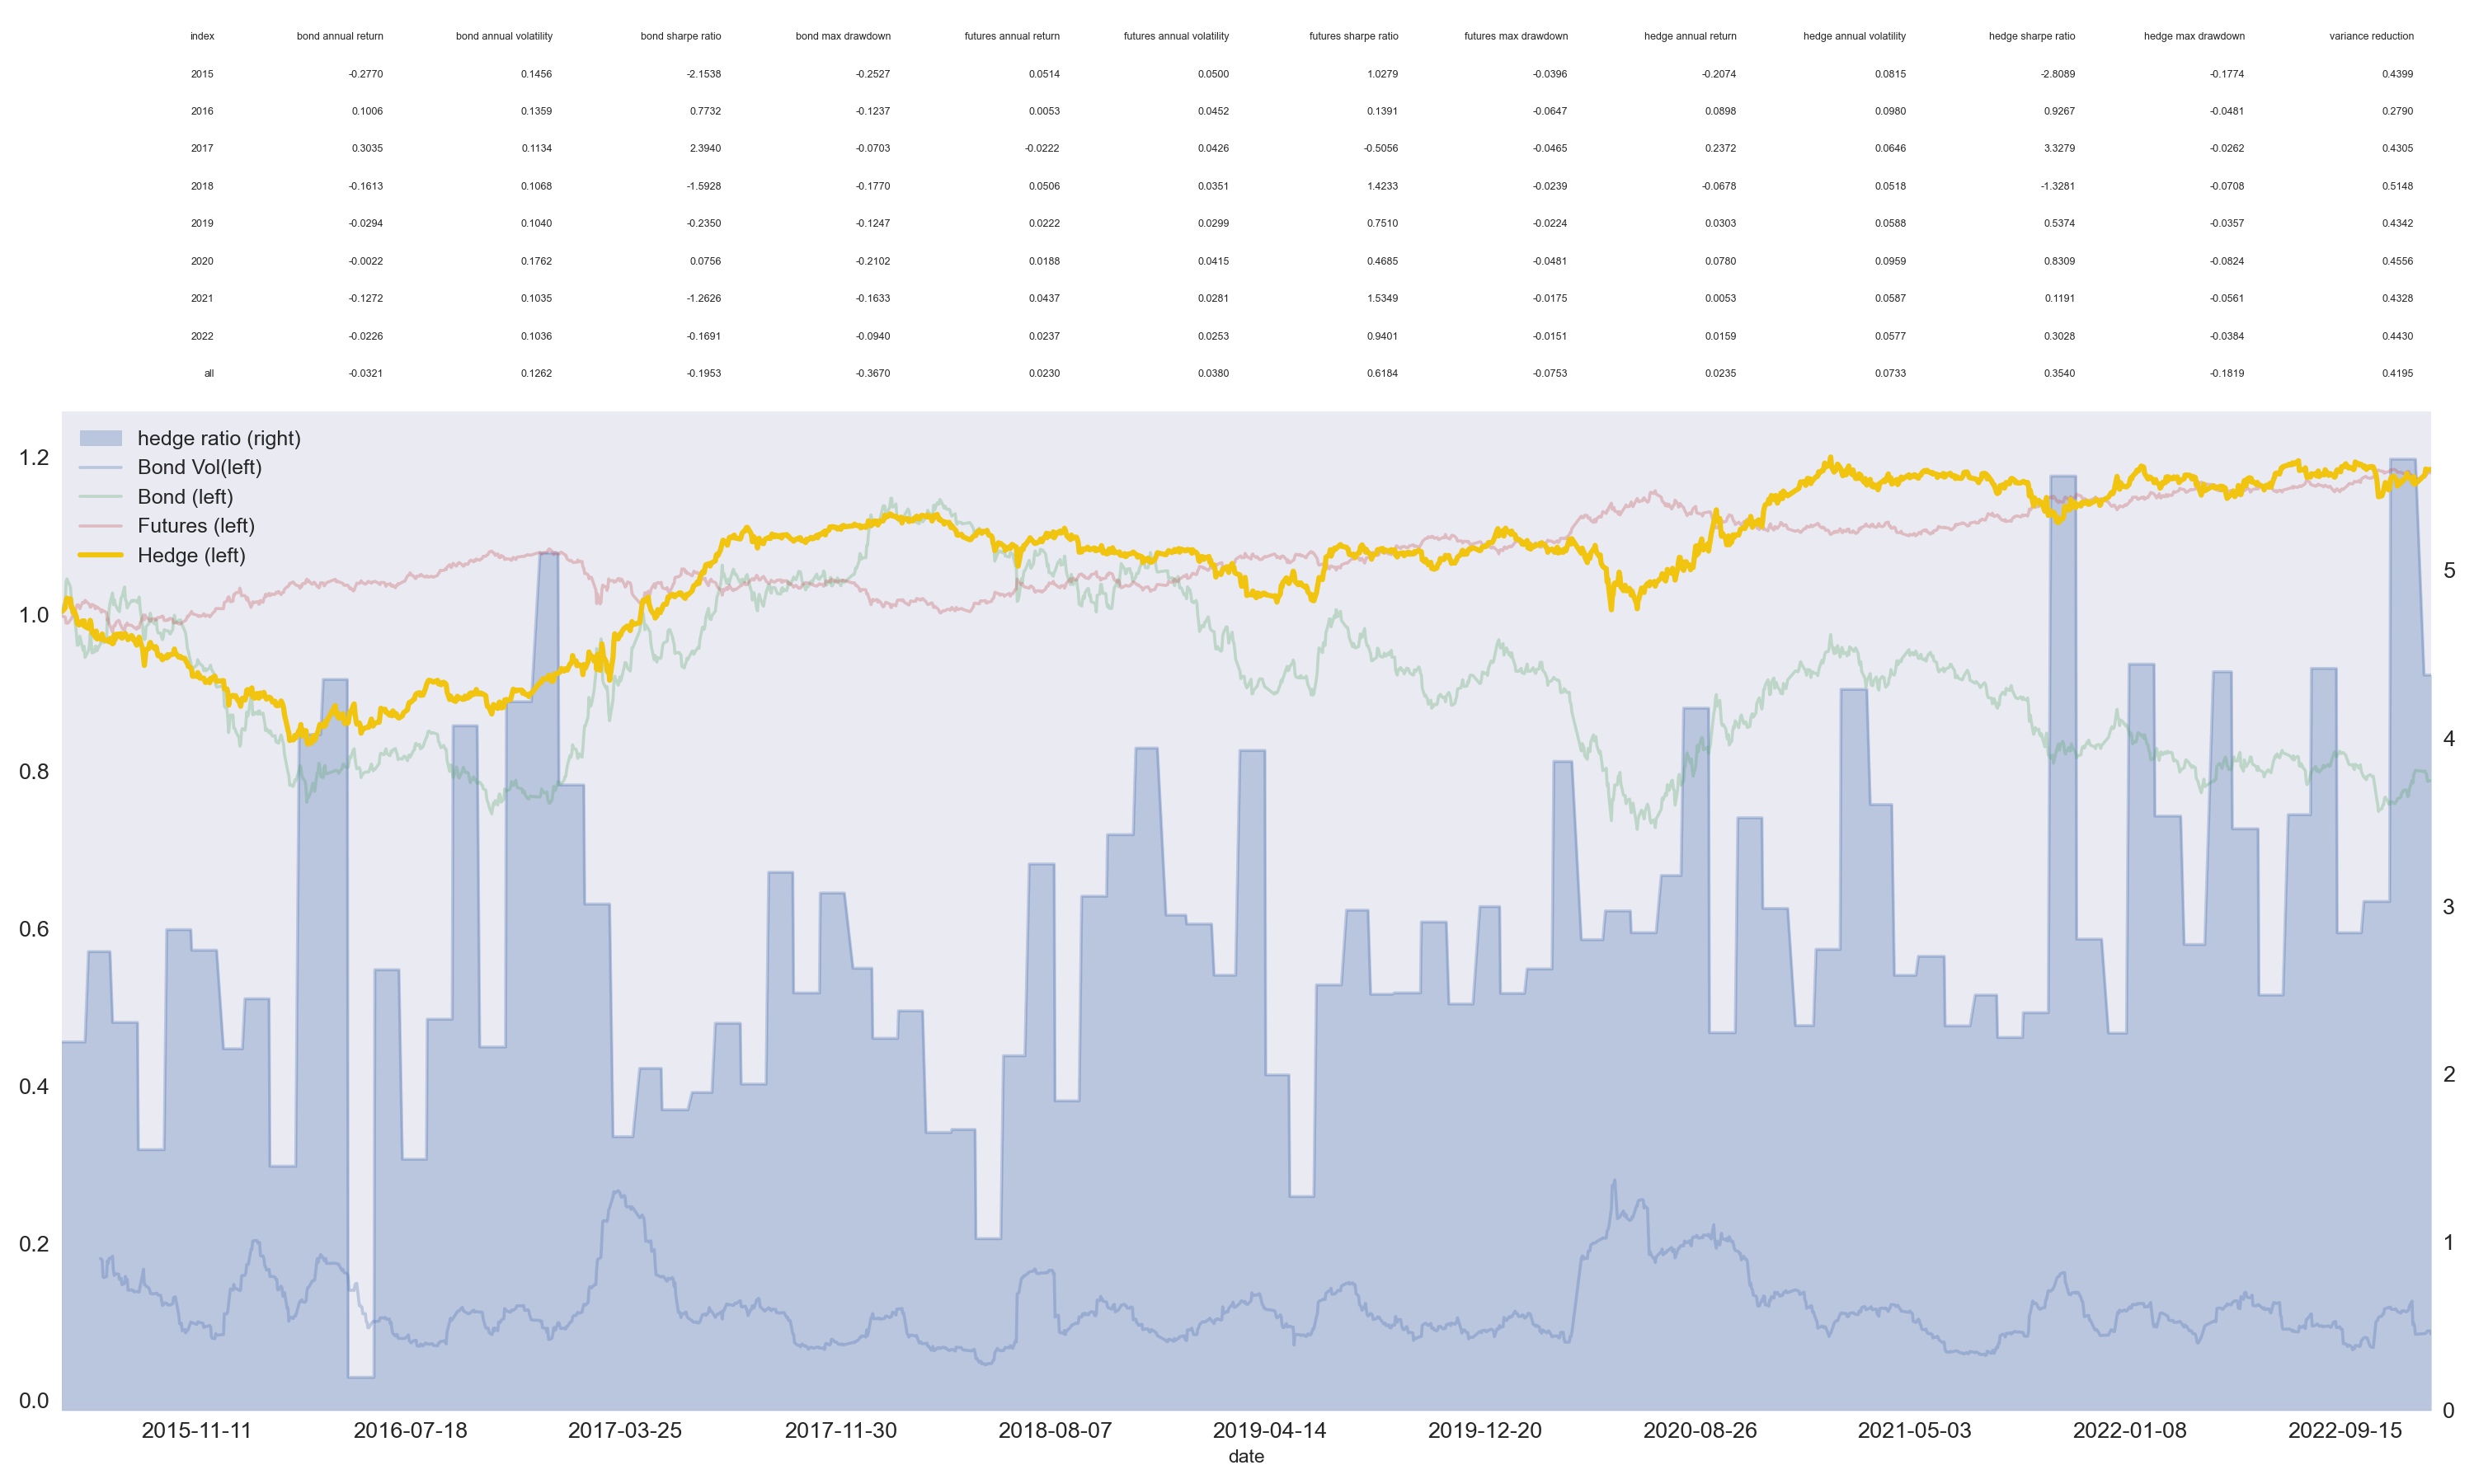 index bond annual return bond annual volatility bond sharpe ratio bond max drawdown futures annual return futures annual volatility futures sharpe ratio futures max drawdown hedge annual return hedge annual volatility hedge sharpe ratio hedge max drawdown variance reduction
2015 -0.2770 0.1456 -2.1538 -0.2527 0.0514 0.0500 1.0279 -0.0396 -0.2074 0.0815 -2.8089 -0.1774 0.4399
2016 0.1006 0.1359 0.7732 -0.1237 0.0053 0.0452 0.1391 -0.0647 0.0898 0.0980 0.9267 -0.0481 0.2790
2017 0.3035 0.1134 2.3940 -0.0703 -0.0222 0.0426 -0.5056 -0.0465 0.2372 0.0646 3.3279 -0.0262 0.4305
2018 -0.1613 0.1068 -1.5928 -0.1770 0.0506 0.0351 1.4233 -0.0239 -0.0678 0.0518 -1.3281 -0.0708 0.5148
2019 -0.0294 0.1040 -0.2350 -0.1247 0.0222 0.0299 0.7510 -0.0224 0.0303 0.0588 0.5374 -0.0357 0.4342
2020 -0.0022 0.1762 0.0756 -0.2102 0.0188 0.0415 0.4685 -0.0481 0.0780 0.0959 0.8309 -0.0824 0.4556
2021 -0.1272 0.1035 -1.2626 -0.1633 0.0437 0.0281 1.5349 -0.0175 0.0053 0.0587 0.1191 -0.0561 0.4328
2022 -0.0226 0.1036 -0.1691 -0.0940 0.0237 0.0253 0.9401 -0.0151 0.0159 0.0577 0.3028 -0.0384 0.4430
all -0.0321 0.1262 -0.1953 -0.3670 0.0230 0.0380 0.6184 -0.0753 0.0235 0.0733 0.3540 -0.1819 0.4195
hedge ratio (right)
Bond Vol(left)
Bond (left)
Futures (left)
Hedge (left)
1.2
1.0
0.8
0.6
0.4
0.2
0.0
5
4
3
2
1
0
2015-11-11 2016-07-18 2017-03-25 2017-11-30 2018-08-07 2019-04-14 2019-12-20 2020-08-26 2021-05-03 2022-01-08 2022-09-15
date